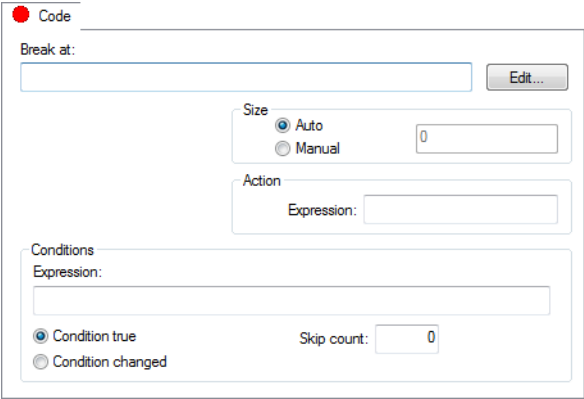 Code
Break at:
Edit...
Size
Auto
0
Manual
Action
Expression:
Conditions
Expression:
Condition true
Skip count: 0
Condition changed